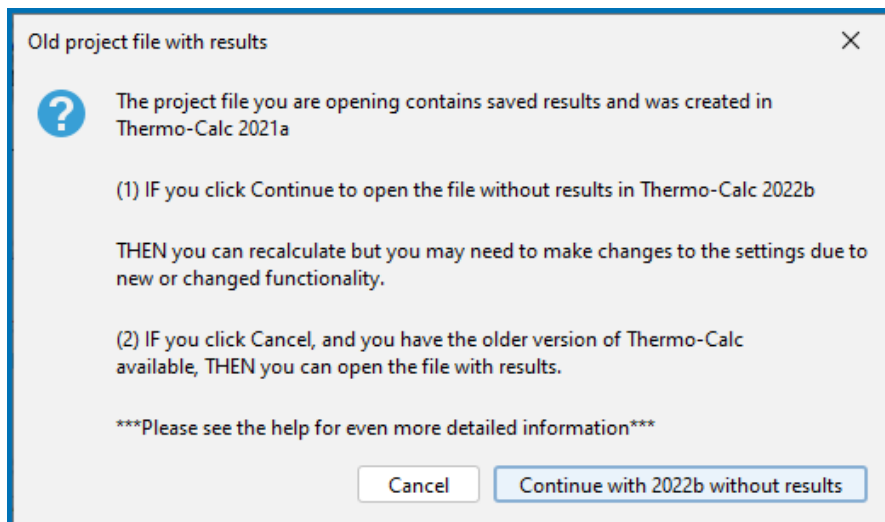 Old project file with results
The project file you are opening contains saved results and was created in
Thermo-Calc 2021a
(1) IF you click Continue to open the file without results in Thermo-Calc 2022b
THEN you can recalculate but you may need to make changes to the settings due to
new or changed functionality.
(2) IF you click Cancel, and you have the older version of Thermo-Calc
available, THEN you can open the file with results.
***Please see the help for even more detailed information***
Cancel
Continue with 2022b without results